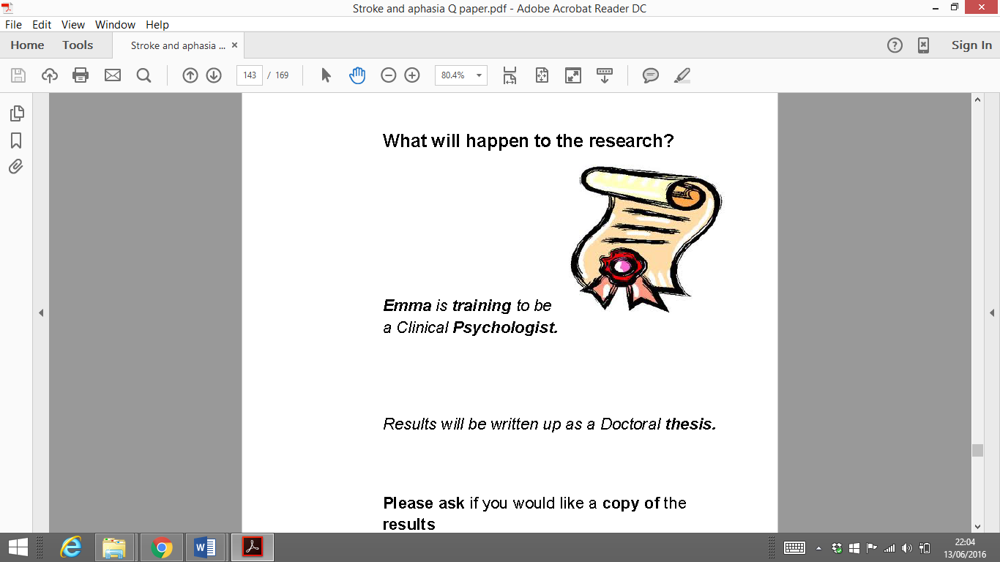 Stroke and aphasia Q paper.pdf - Adobe Acrobat Reader DC
File Edit View Window Help
Home Tools Stroke and aphasia ... × Sign In
143 / 169 80.4%
What will happen to the research?
Emma is training to be
a Clinical Psychologist.
Results will be written up as a Doctoral thesis.
Please ask if you would like a copy of the
results
22:04
13/06/2016